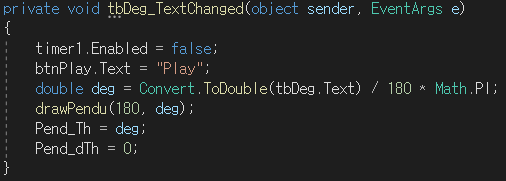 private void tbDeg_TextChanged(object sender, EventArgs e)
{
timer1.Enabled = false;
btnPlay.Text = "Play";
double deg = Convert.ToDouble(tbDeg.Text) / 180 * Math.PI;
drawPendu(180, deg);
Pend_Th = deg;
Pend_dTh = 0;
}